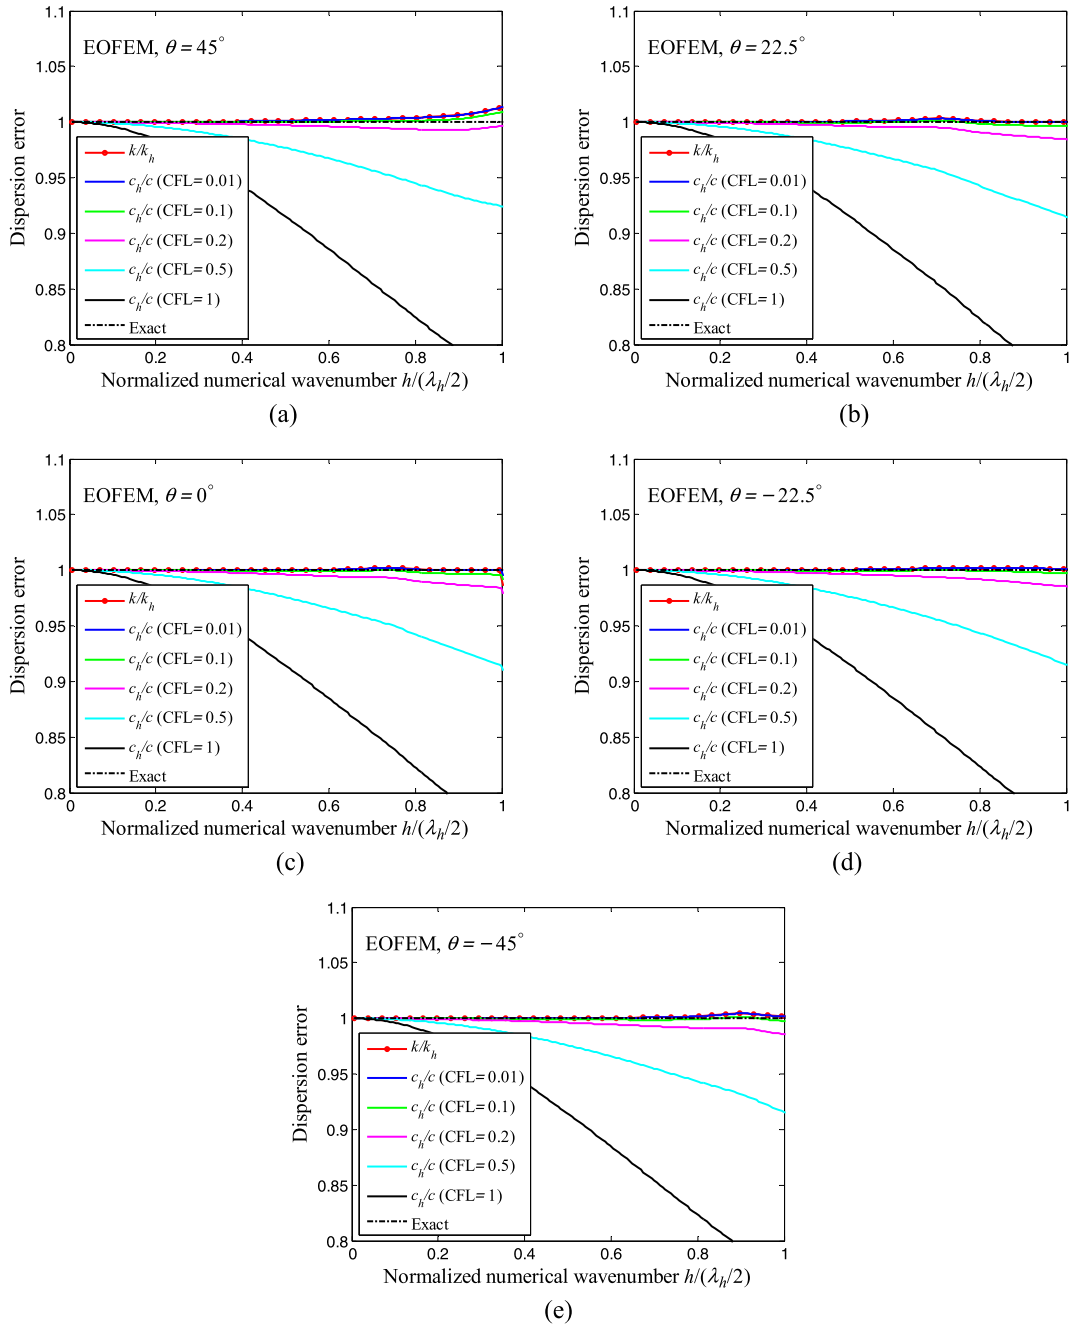 1.1
1.05
1
0.95
0.9
0.85
0.8
Dispersion error
EOFEM, θ = 45°
k/k_h
c_h/c (CFL= 0.01)
c_h/c (CFL= 0.1)
c_h/c (CFL= 0.2)
c_h/c (CFL= 0.5)
c_h/c (CFL= 1)
Exact
0 0.2 0.4 0.6 0.8 1
Normalized numerical wavenumber h/(λ_h/2)
(a)
1.1
1.05
1
0.95
0.9
0.85
0.8
Dispersion error
EOFEM, θ = 22.5°
k/k_h
c_h/c (CFL= 0.01)
c_h/c (CFL= 0.1)
c_h/c (CFL= 0.2)
c_h/c (CFL= 0.5)
c_h/c (CFL= 1)
Exact
0 0.2 0.4 0.6 0.8 1
Normalized numerical wavenumber h/(λ_h/2)
(b)
1.1
1.05
1
0.95
0.9
0.85
0.8
Dispersion error
EOFEM, θ = 0°
k/k_h
c_h/c (CFL= 0.01)
c_h/c (CFL= 0.1)
c_h/c (CFL= 0.2)
c_h/c (CFL= 0.5)
c_h/c (CFL= 1)
Exact
0 0.2 0.4 0.6 0.8 1
Normalized numerical wavenumber h/(λ_h/2)
(c)
1.1
1.05
1
0.95
0.9
0.85
0.8
Dispersion error
EOFEM, θ = −22.5°
k/k_h
c_h/c (CFL= 0.01)
c_h/c (CFL= 0.1)
c_h/c (CFL= 0.2)
c_h/c (CFL= 0.5)
c_h/c (CFL= 1)
Exact
0 0.2 0.4 0.6 0.8 1
Normalized numerical wavenumber h/(λ_h/2)
(d)
1.1
1.05
1
0.95
0.9
0.85
0.8
Dispersion error
EOFEM, θ = −45°
k/k_h
c_h/c (CFL= 0.01)
c_h/c (CFL= 0.1)
c_h/c (CFL= 0.2)
c_h/c (CFL= 0.5)
c_h/c (CFL= 1)
Exact
0 0.2 0.4 0.6 0.8 1
Normalized numerical wavenumber h/(λ_h/2)
(e)